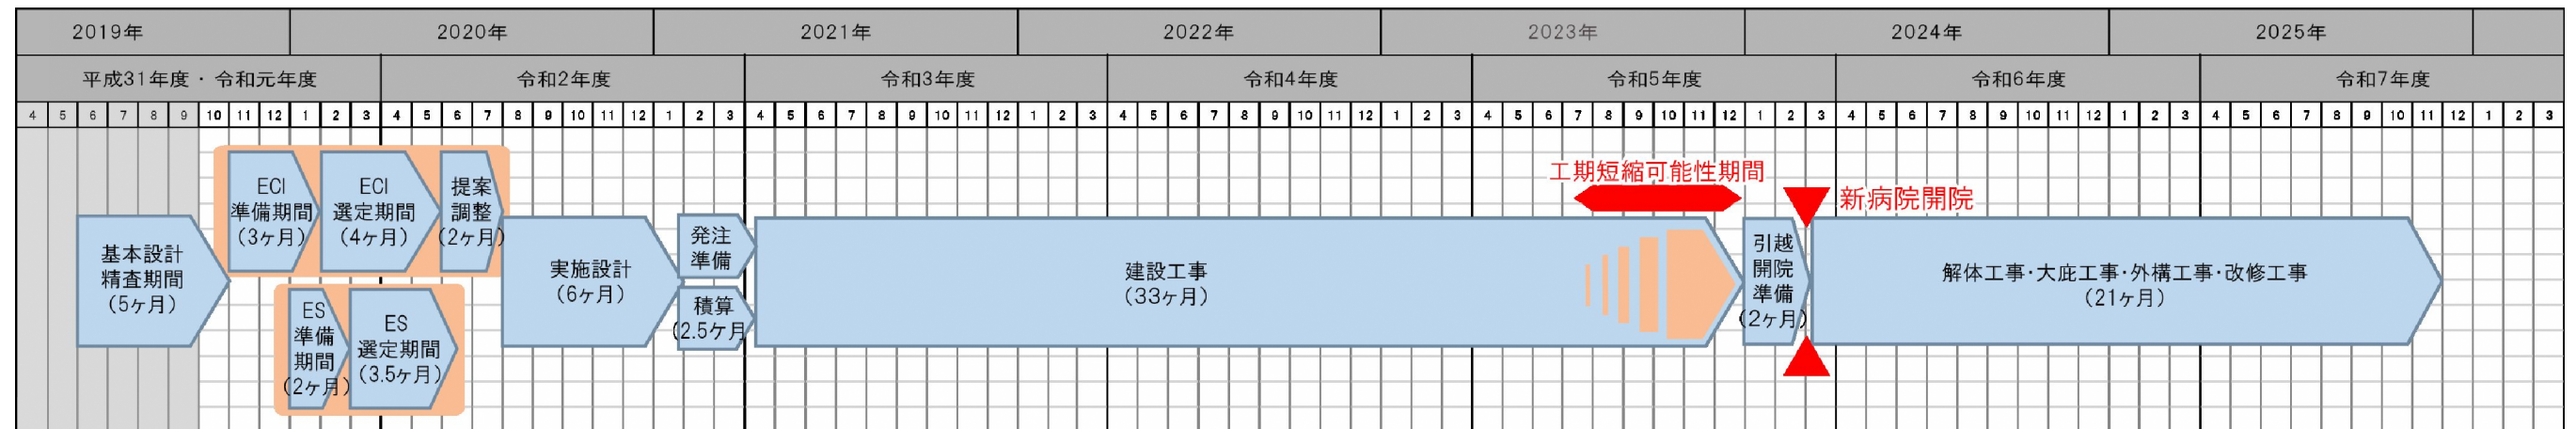 2019年 2020年 2021年 2022年 2023年 2024年 2025年
平成31年度・令和元年度 令和2年度 令和3年度 令和4年度 令和5年度 令和6年度 令和7年度
4 5 6 7 8 9 10 11 12 1 2 3 4 5 6 7 8 9 10 11 12 1 2 3 4 5 6 7 8 9 10 11 12 1 2 3 4 5 6 7 8 9 10 11 12 1 2 3 4 5 6 7 8 9 10 11 12 1 2 3 4 5 6 7 8 9 10 11 12 1 2 3 4 5 6 7 8 9 10 11 12 1 2 3
基本設計
精査期間
(5ヶ月)
ECI
準備期間
(3ヶ月)
ECI
選定期間
(4ヶ月)
提案
調整
(2ヶ月)
ES
準備
期間
(2ヶ月)
ES
選定期間
(3.5ヶ月)
実施設計
(6ヶ月)
発注
準備
積算
(2.5ケ月
建設工事
(33ヶ月)
工期短縮可能性期間
引越
開院
準備
(2ヶ月)
新病院開院
解体工事・大庇工事・外構工事・改修工事
(21ヶ月)